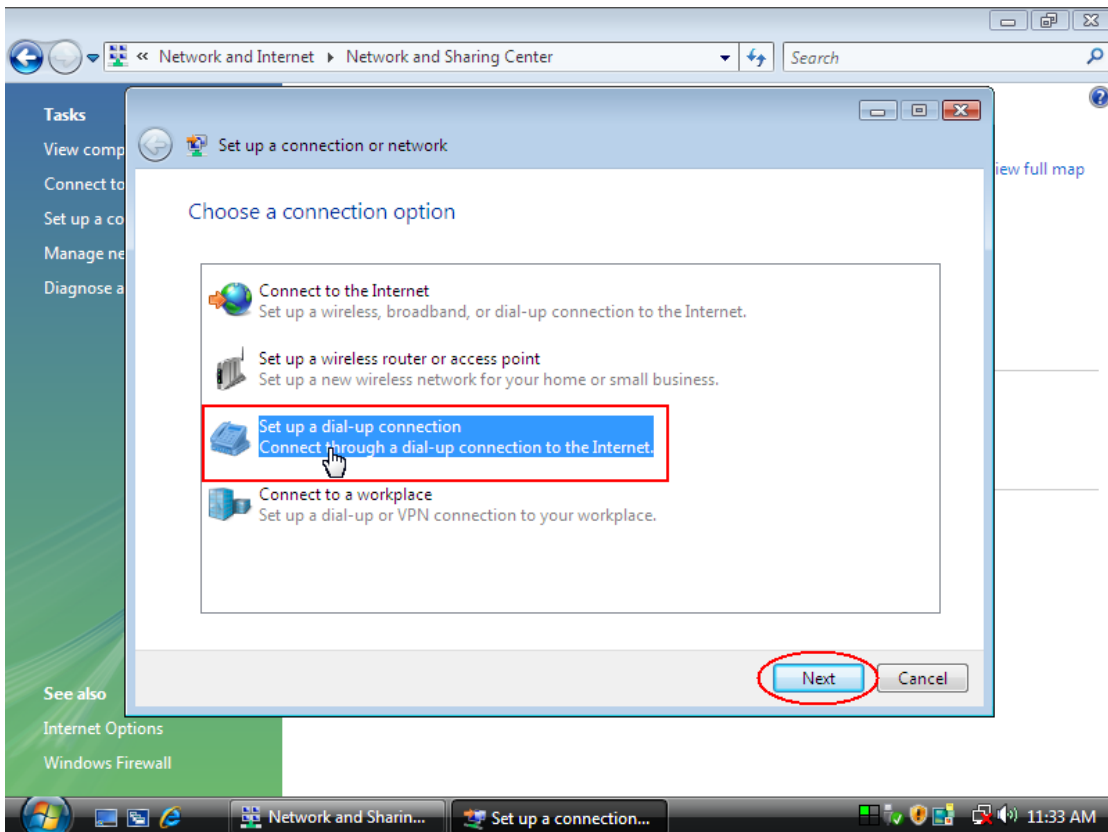 « Network and Internet ▸ Network and Sharing Center
Search
Tasks
View comp
Connect to
Set up a co
Manage ne
Diagnose a
iew full map
Set up a connection or network
Choose a connection option
Connect to the Internet
Set up a wireless, broadband, or dial-up connection to the Internet.
Set up a wireless router or access point
Set up a new wireless network for your home or small business.
Set up a dial-up connection
Connect through a dial-up connection to the Internet.
Connect to a workplace
Set up a dial-up or VPN connection to your workplace.
Next
Cancel
See also
Internet Options
Windows Firewall
Network and Sharin...
Set up a connection...
11:33 AM